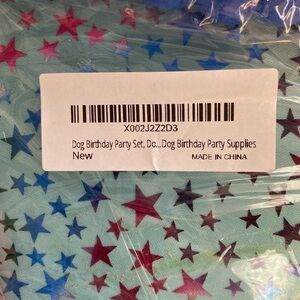 X002J2Z2D3
Dog Birthday Party Set, Do...Dog Birthday Party Supplies
New
MADE IN CHINA